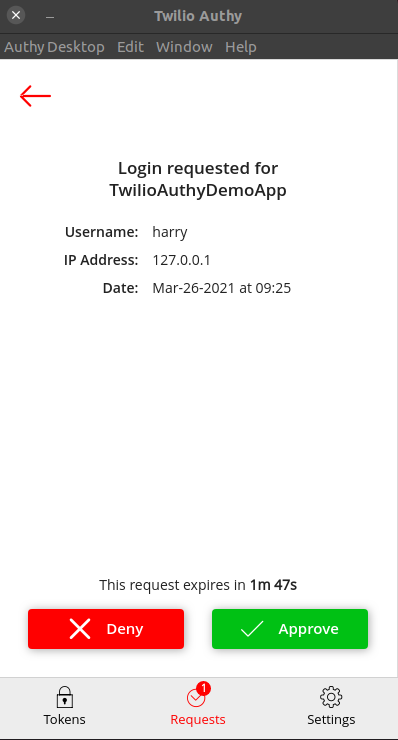 Twilio Authy
Authy Desktop Edit Window Help
Login requested for
TwilioAuthyDemoApp
Username: harry
IP Address: 127.0.0.1
Date: Mar-26-2021 at 09:25
This request expires in 1m 47s
Deny Approve
1
Tokens Requests Settings